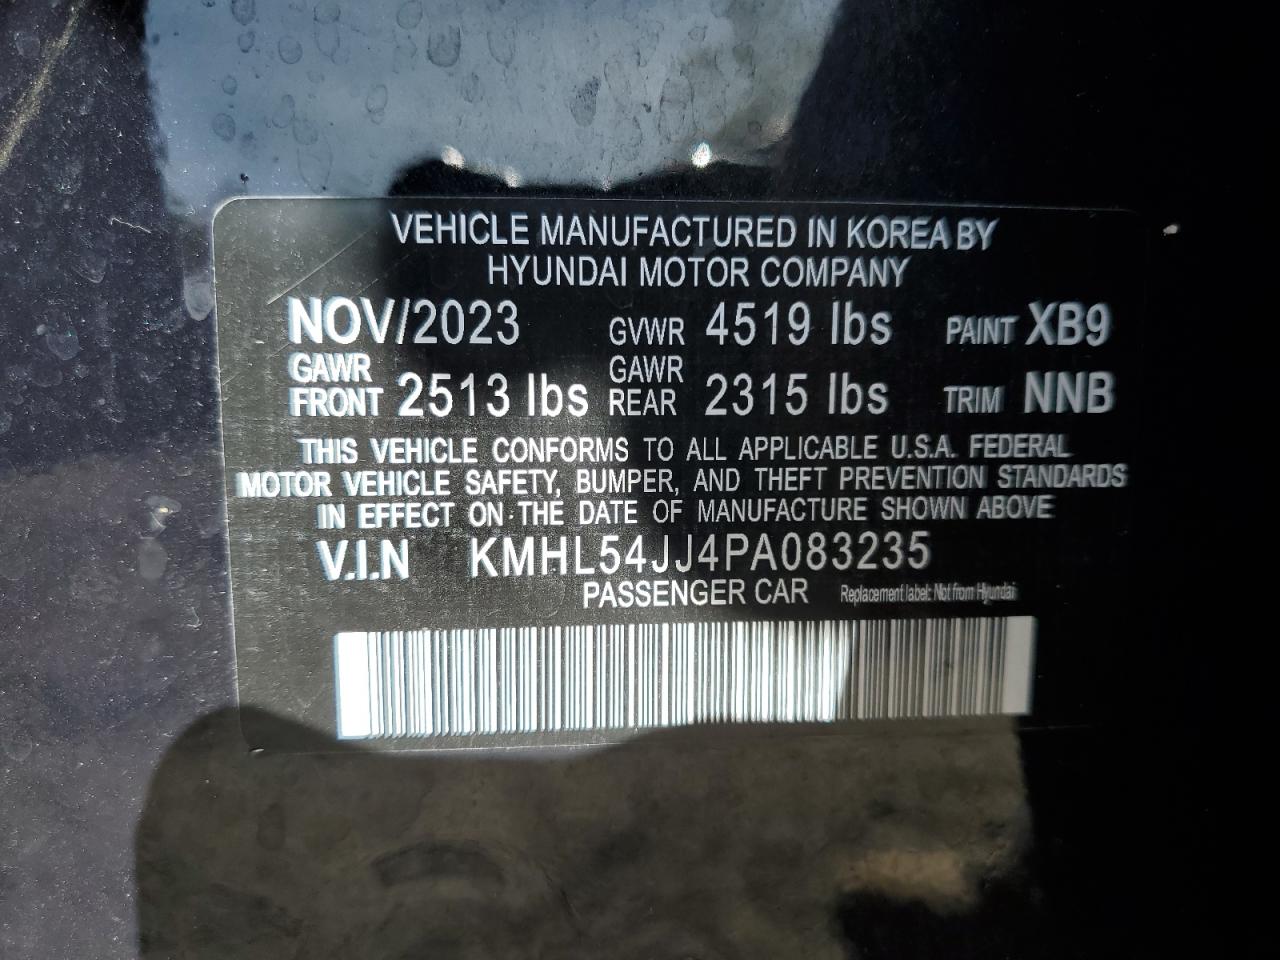 VEHICLE MANUFACTURED IN KOREA BY
HYUNDAI MOTOR COMPANY
NOV/2023 GVWR 4519 lbs PAINT XB9
GAWR FRONT 2513 lbs GAWR REAR 2315 lbs TRIM NNB
THIS VEHICLE CONFORMS TO ALL APPLICABLE U.S.A. FEDERAL
MOTOR VEHICLE SAFETY, BUMPER, AND THEFT PREVENTION STANDARDS
IN EFFECT ON THE DATE OF MANUFACTURE SHOWN ABOVE
V.I.N KMHL54JJ4PA083235
PASSENGER CAR Replacement label: Not from Hyundai